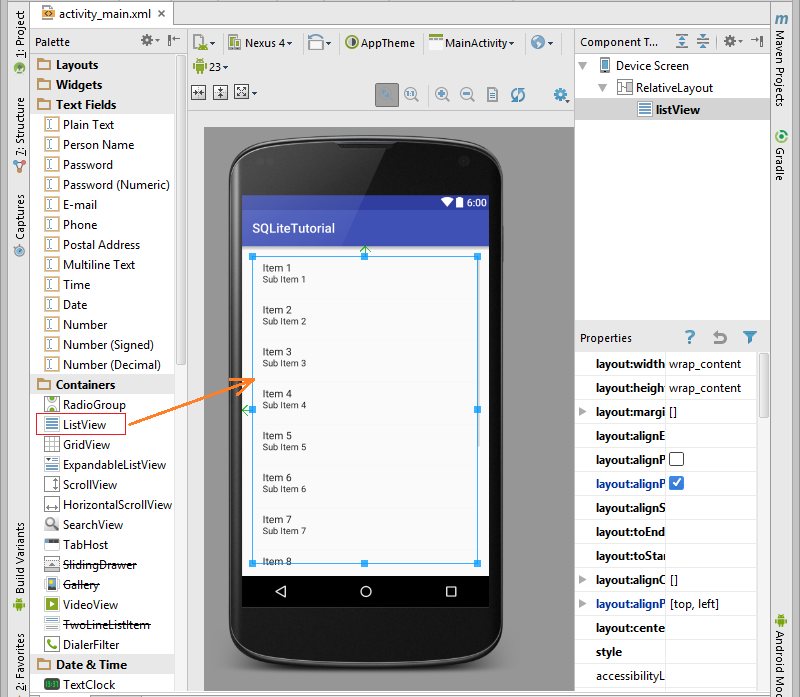 activity_main.xml
1: Project
7: Structure
Captures
Build Variants
2: Favorites
Palette
Layouts
Widgets
Text Fields
Plain Text
Person Name
Password
Password (Numeric)
E-mail
Phone
Postal Address
Multiline Text
Time
Date
Number
Number (Signed)
Number (Decimal)
Containers
RadioGroup
ListView
GridView
ExpandableListView
ScrollView
HorizontalScrollView
SearchView
TabHost
SlidingDrawer
Gallery
VideoView
TwoLineListItem
DialerFilter
Date & Time
TextClock
Nexus 4
AppTheme
MainActivity
23
1:1
6:00
SQLiteTutorial
Item 1
Sub Item 1
Item 2
Sub Item 2
Item 3
Sub Item 3
Item 4
Sub Item 4
Item 5
Sub Item 5
Item 6
Sub Item 6
Item 7
Sub Item 7
Item 8
Component T...
Device Screen
RelativeLayout
listView
Properties ?
layout:width wrap_content
layout:heigh wrap_content
layout:margi []
layout:alignE
layout:alignP
layout:alignP
layout:alignS
layout:toEnd
layout:toStar
layout:alignC []
layout:alignP [top, left]
layout:cente
style
accessibilityL
m
Maven Projects
Gradle
Android Moc